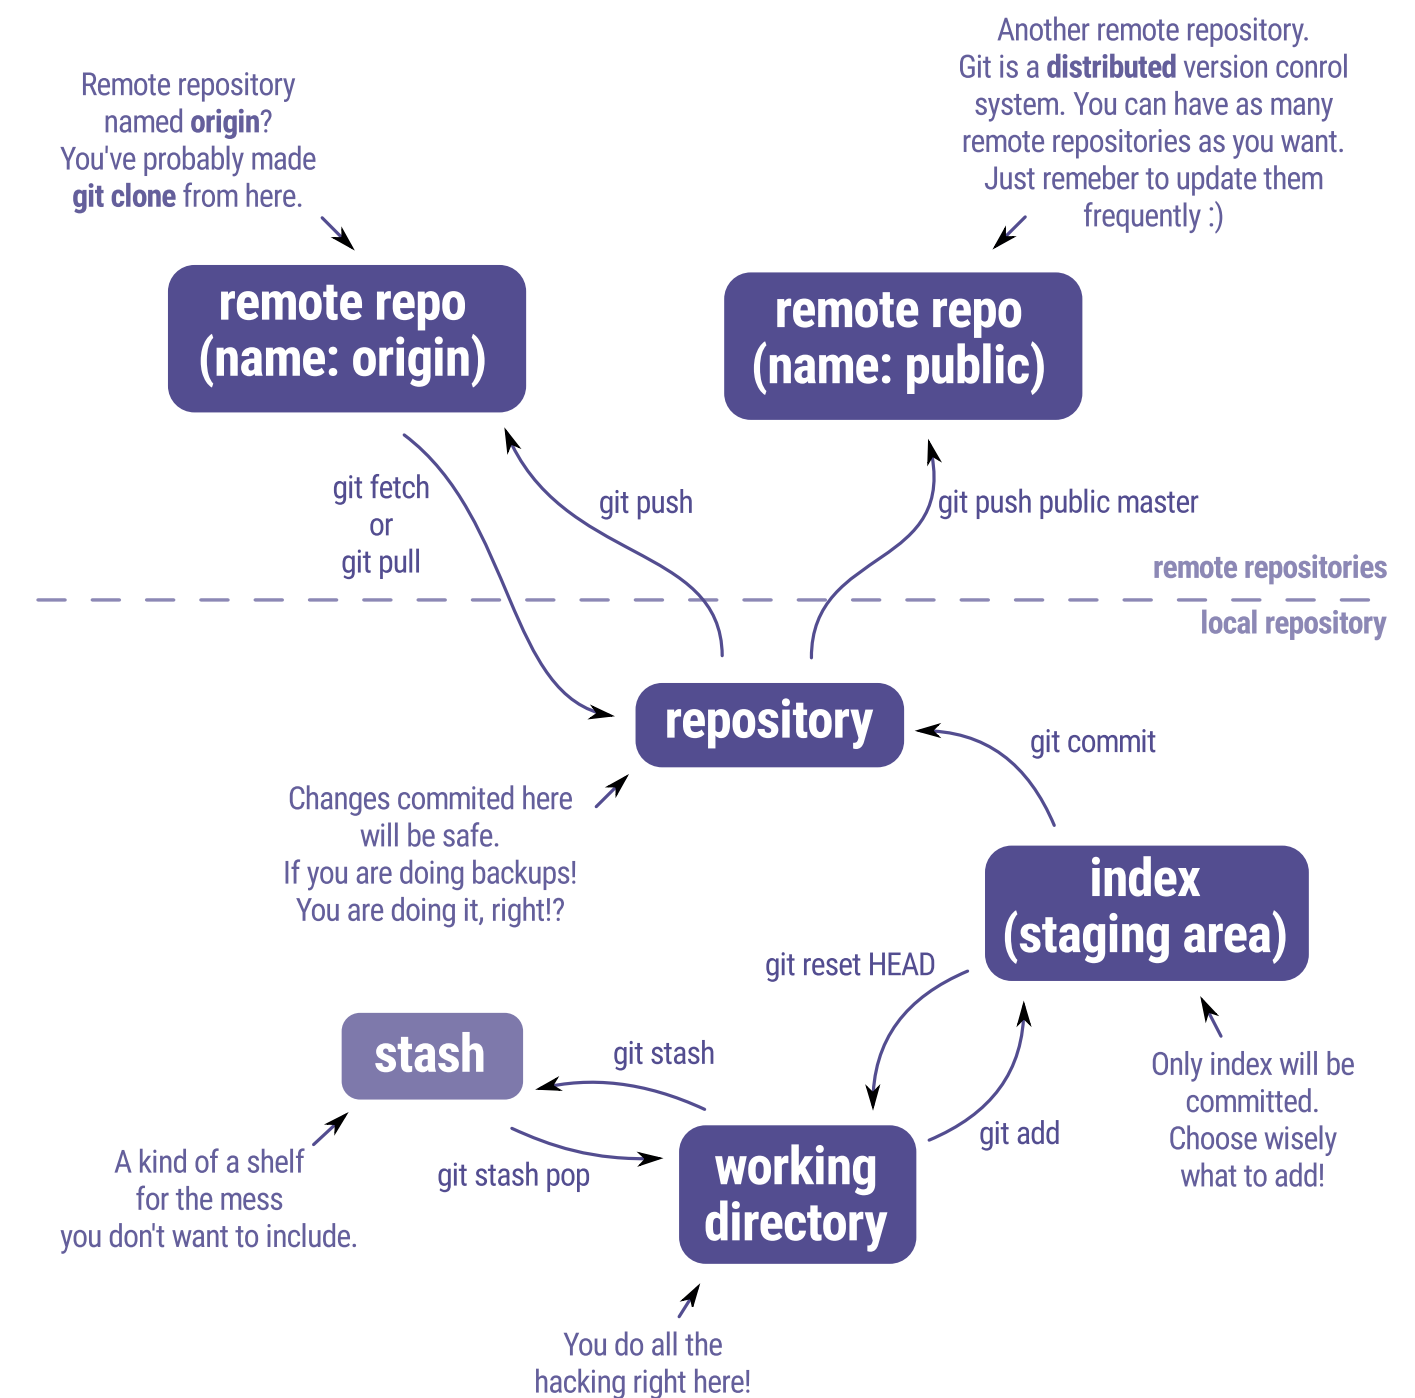 Another remote repository.
Git is a distributed version conrol
system. You can have as many
remote repositories as you want.
Just remeber to update them
frequently :)
Remote repository
named origin?
You've probably made
git clone from here.
remote repo
(name: origin)
remote repo
(name: public)
git fetch
or
git pull
git push
git push public master
remote repositories
local repository
repository
git commit
Changes commited here
will be safe.
If you are doing backups!
You are doing it, right!?
index
(staging area)
git reset HEAD
stash
git stash
Only index will be
committed.
Choose wisely
what to add!
git add
working
directory
git stash pop
A kind of a shelf
for the mess
you don't want to include.
You do all the
hacking right here!